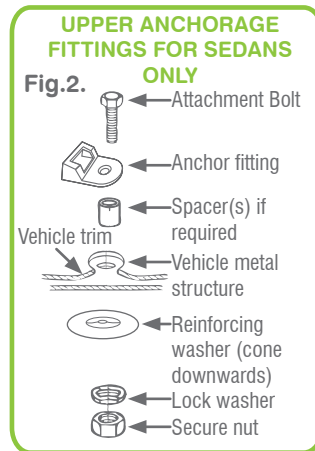 UPPER ANCHORAGE
FITTINGS FOR SEDANS
ONLY
Fig.2.
Attachment Bolt
Anchor fitting
Spacer(s) if
required
Vehicle trim
Vehicle metal
structure
Reinforcing
washer (cone
downwards)
Lock washer
Secure nut